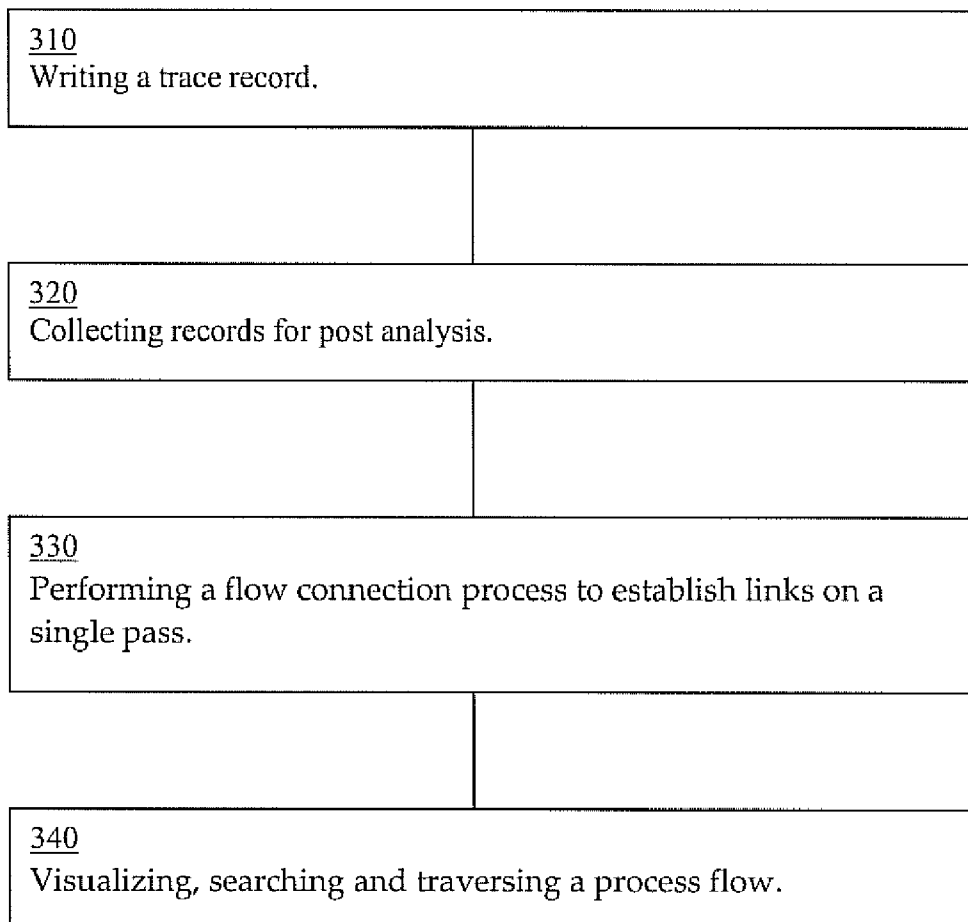 310
Writing a trace record.
320
Collecting records for post analysis.
330
Performing a flow connection process to establish links on a
single pass.
340
Visualizing, searching and traversing a process flow.